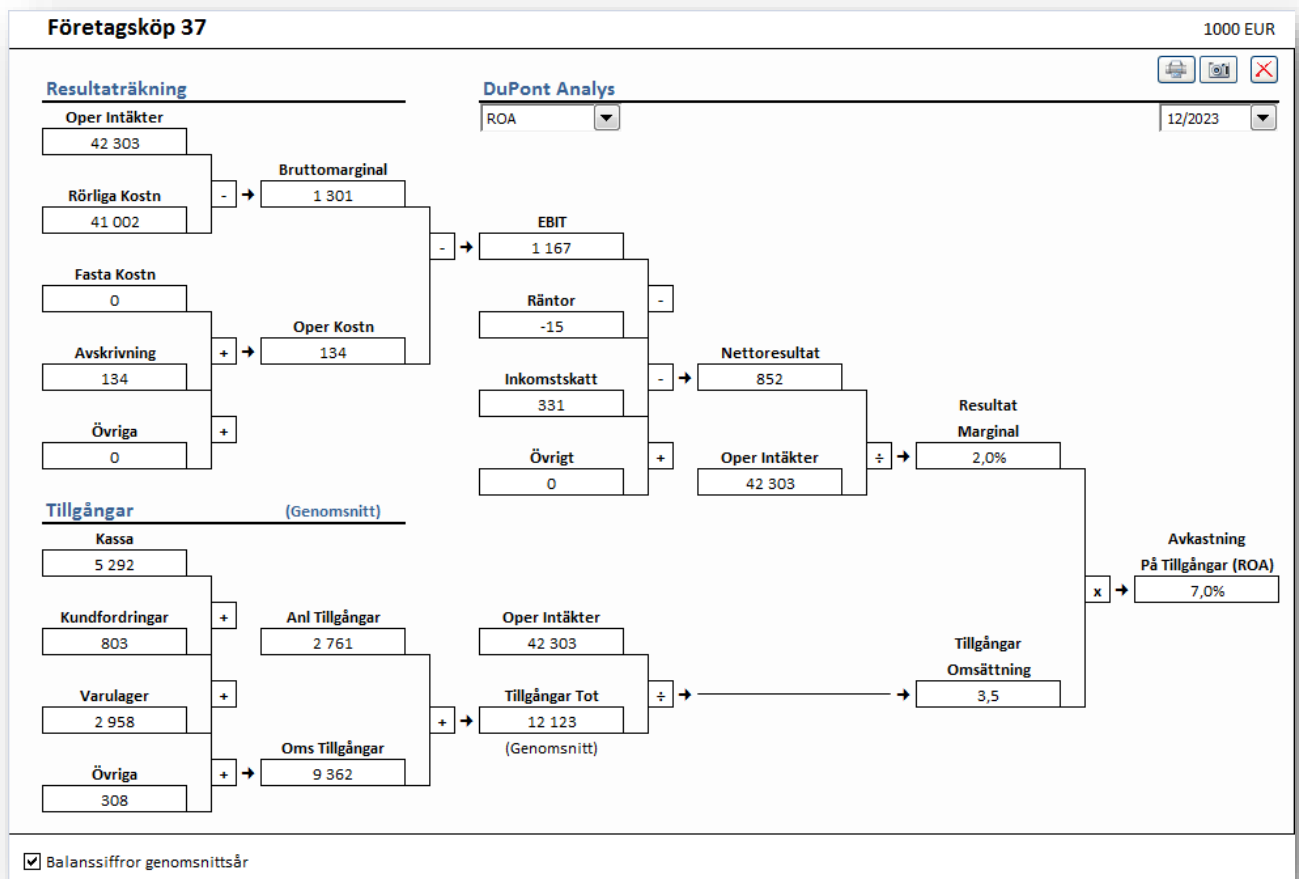 Företagsköp 37
1000 EUR
Resultaträkning
DuPont Analys
Oper Intäkter
ROA
12/2023
42 303
Bruttomarginal
Rörliga Kostn
-
1 301
41 002
EBIT
-
1 167
Fasta Kostn
0
Räntor
-
Oper Kostn
-15
Avskrivning
+
134
Nettoresultat
134
Inkomstskatt
-
852
331
Resultat
Övriga
+
Marginal
0
Övrigt
+
Oper Intäkter
÷
2,0%
0
42 303
Tillgångar
(Genomsnitt)
Kassa
Avkastning
5 292
På Tillgångar (ROA)
x
7,0%
Kundfordringar
+
Anl Tillgångar
Oper Intäkter
803
2 761
42 303
Tillgångar
Omsättning
Varulager
+
Tillgångar Tot
÷
3,5
2 958
+
12 123
Oms Tillgångar
(Genomsnitt)
Övriga
+
9 362
308
Balanssiffror genomsnittsår